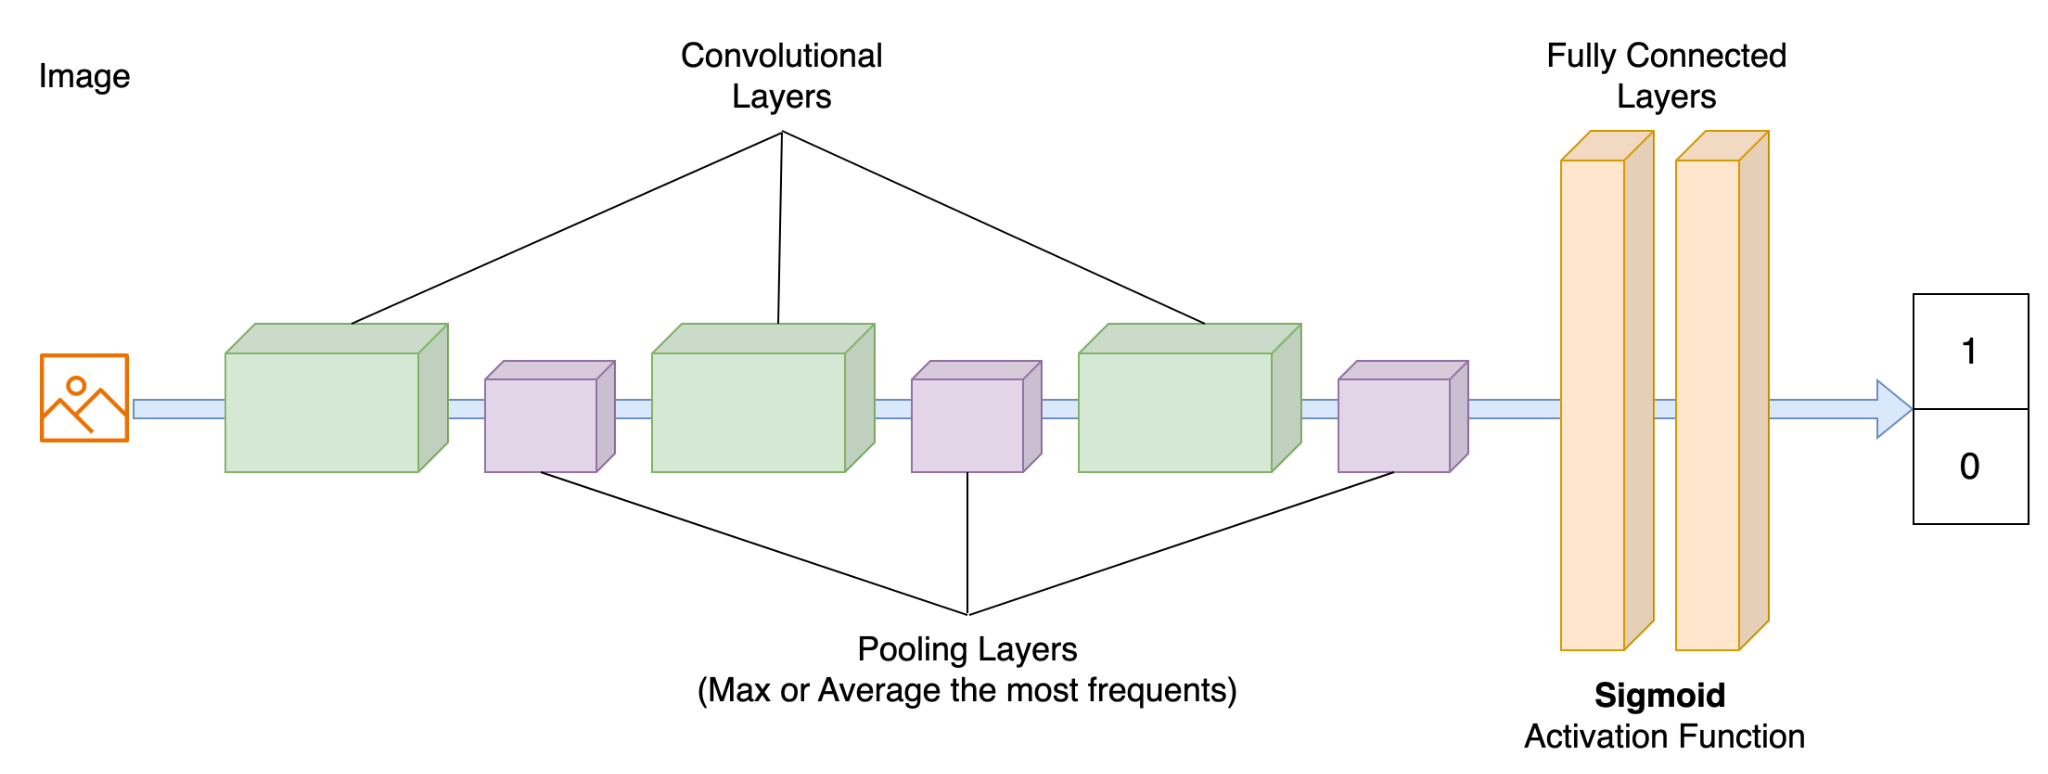 Image
Convolutional
Layers
Fully Connected
Layers
1
0
Pooling Layers
(Max or Average the most frequents)
Sigmoid
Activation Function